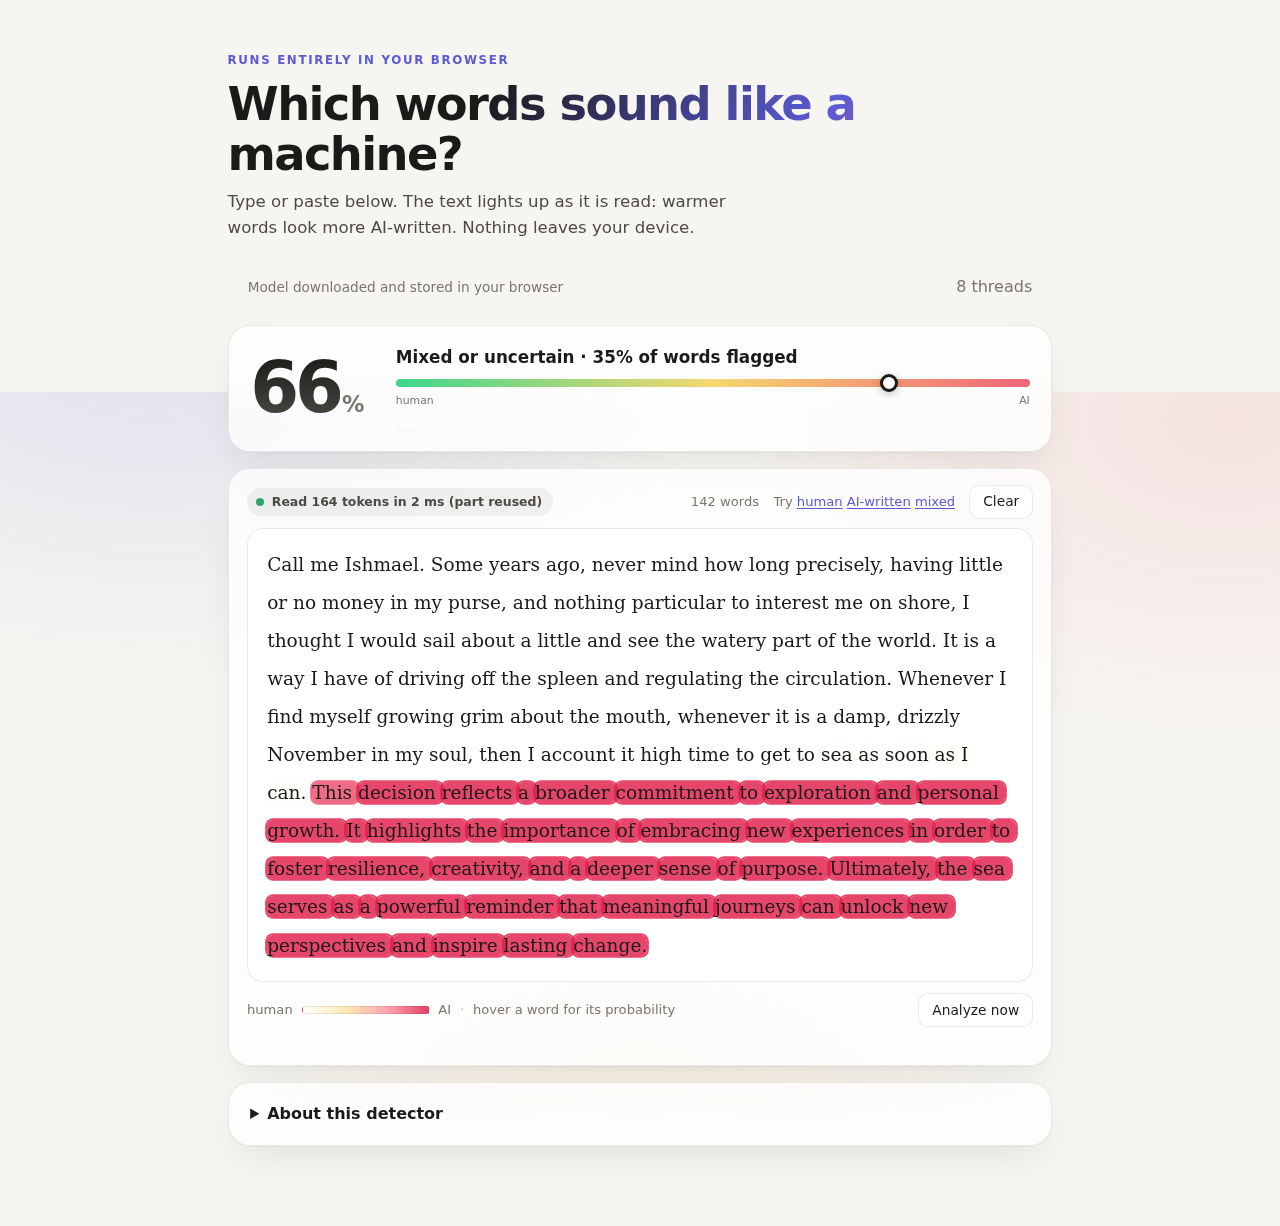 RUNS ENTIRELY IN YOUR BROWSER
Which words sound like a
machine?
Type or paste below. The text lights up as it is read: warmer
words look more AI-written. Nothing leaves your device.
Model downloaded and stored in your browser
8 threads
66%
Mixed or uncertain · 35% of words flagged
human
AI
Read 164 tokens in 2 ms (part reused)
142 words
Try human AI-written mixed
Clear
Call me Ishmael. Some years ago, never mind how long precisely, having little
or no money in my purse, and nothing particular to interest me on shore, I
thought I would sail about a little and see the watery part of the world. It is a
way I have of driving off the spleen and regulating the circulation. Whenever I
find myself growing grim about the mouth, whenever it is a damp, drizzly
November in my soul, then I account it high time to get to sea as soon as I
can. This decision reflects a broader commitment to exploration and personal
growth. It highlights the importance of embracing new experiences in order to
foster resilience, creativity, and a deeper sense of purpose. Ultimately, the sea
serves as a powerful reminder that meaningful journeys can unlock new
perspectives and inspire lasting change.
human
AI · hover a word for its probability
Analyze now
About this detector